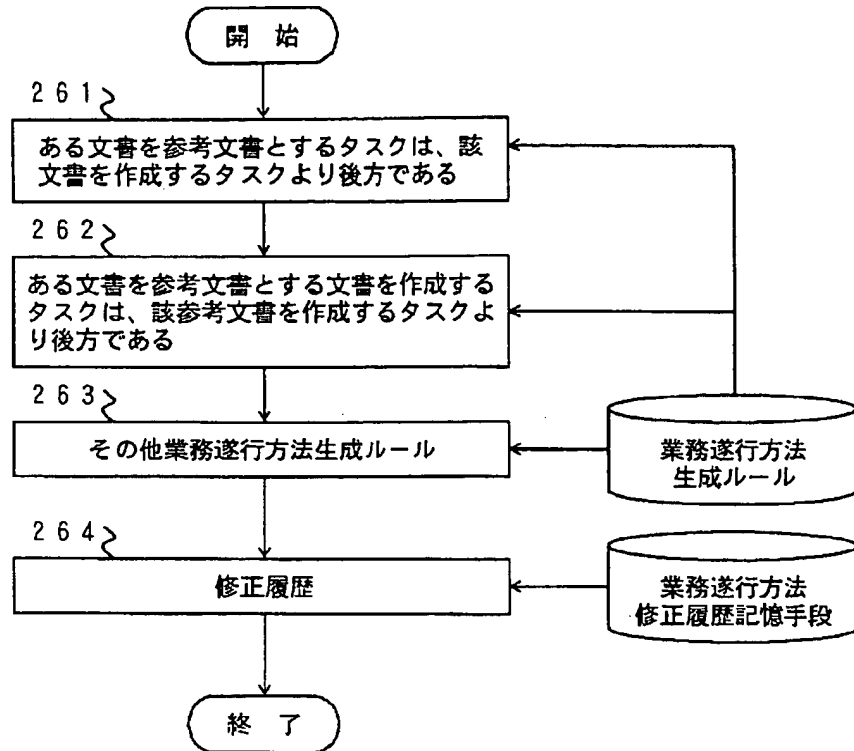 開 始
261
ある文書を参考文書とするタスクは、該
文書を作成するタスクより後方である
262
ある文書を参考文書とする文書を作成する
タスクは、該参考文書を作成するタスクよ
り後方である
263
その他業務遂行方法生成ルール
業務遂行方法
生成ルール
264
修正履歴
業務遂行方法
修正履歴記憶手段
終 了